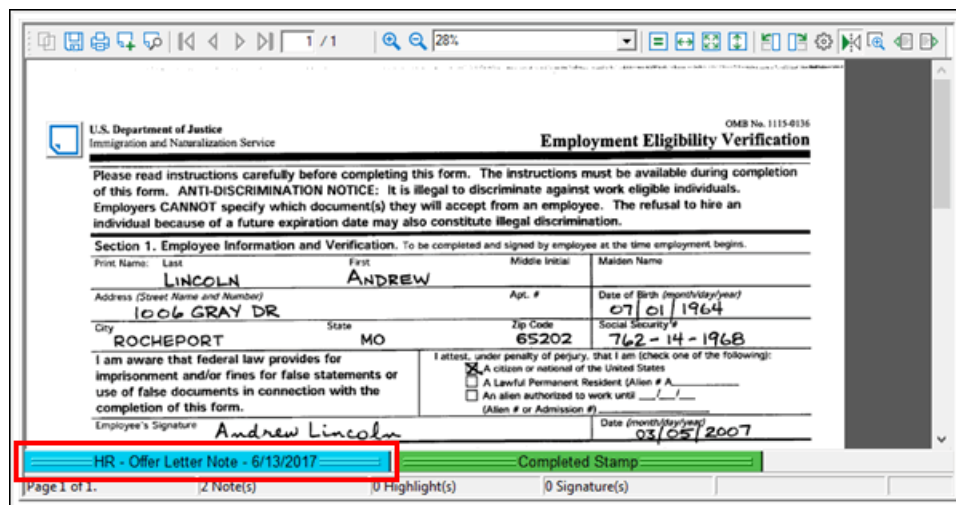 1 / 1 28%
OMB No. 1115-0136
U.S. Department of Justice
Immigration and Naturalization Service
Employment Eligibility Verification
Please read instructions carefully before completing this form. The instructions must be available during completion
of this form. ANTI-DISCRIMINATION NOTICE: It is illegal to discriminate against work eligible individuals.
Employers CANNOT specify which document(s) they will accept from an employee. The refusal to hire an
individual because of a future expiration date may also constitute illegal discrimination.
Section 1. Employee Information and Verification. To be completed and signed by employee at the time employment begins.
Print Name: Last First Middle Initial Maiden Name
LINCOLN ANDREW
Address (Street Name and Number) Apt. # Date of Birth (month/day/year)
1006 GRAY DR 07/01/1964
City State Zip Code Social Security #
ROCHEPORT MO 65202 762-14-1968
I am aware that federal law provides for
imprisonment and/or fines for false statements or
use of false documents in connection with the
completion of this form.
I attest, under penalty of perjury, that I am (check one of the following):
A citizen or national of the United States
A Lawful Permanent Resident (Alien # A
An alien authorized to work until __/__/__
(Alien # or Admission #)
Employee's Signature Andrew Lincoln
Date (month/day/year)
03/05/2007
HR - Offer Letter Note - 6/13/2017 Completed Stamp
Page 1 of 1. 2 Note(s) 0 Highlight(s) 0 Signature(s)